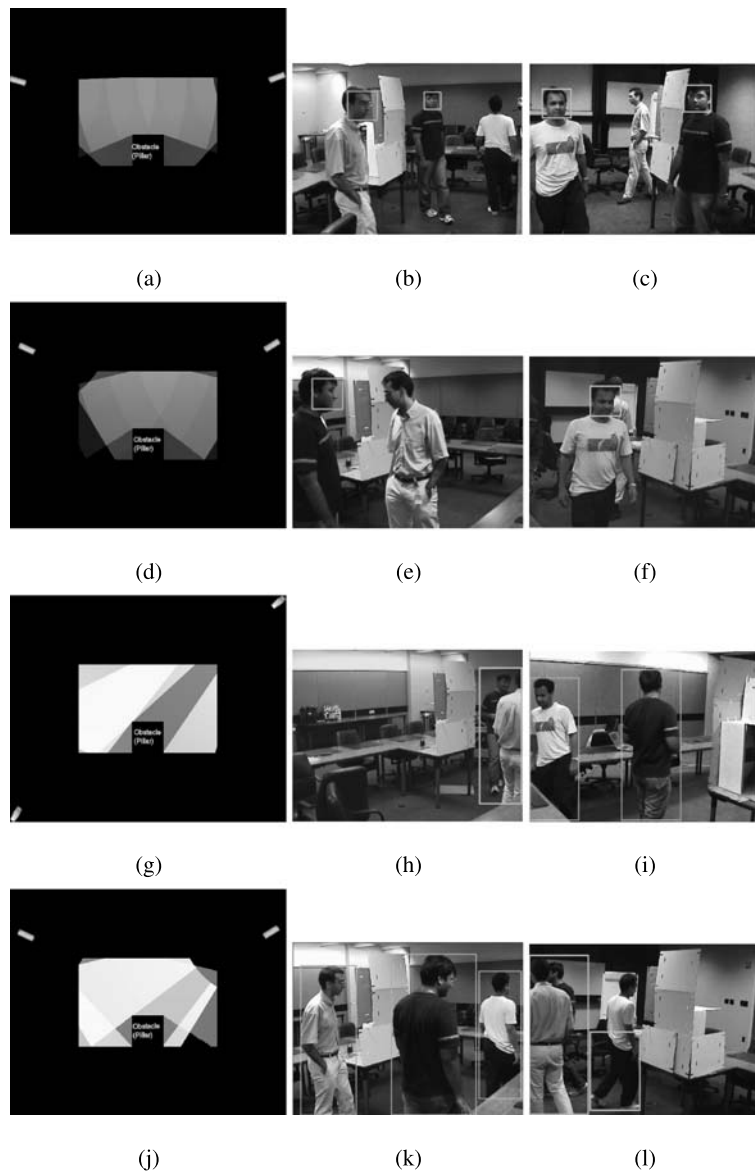 Obstacle
(Pillar)
(a)
(b)
(c)
Obstacle
(Pillar)
(d)
(e)
(f)
Obstacle
(Pillar)
(g)
(h)
(i)
Obstacle
(Pillar)
(j)
(k)
(l)